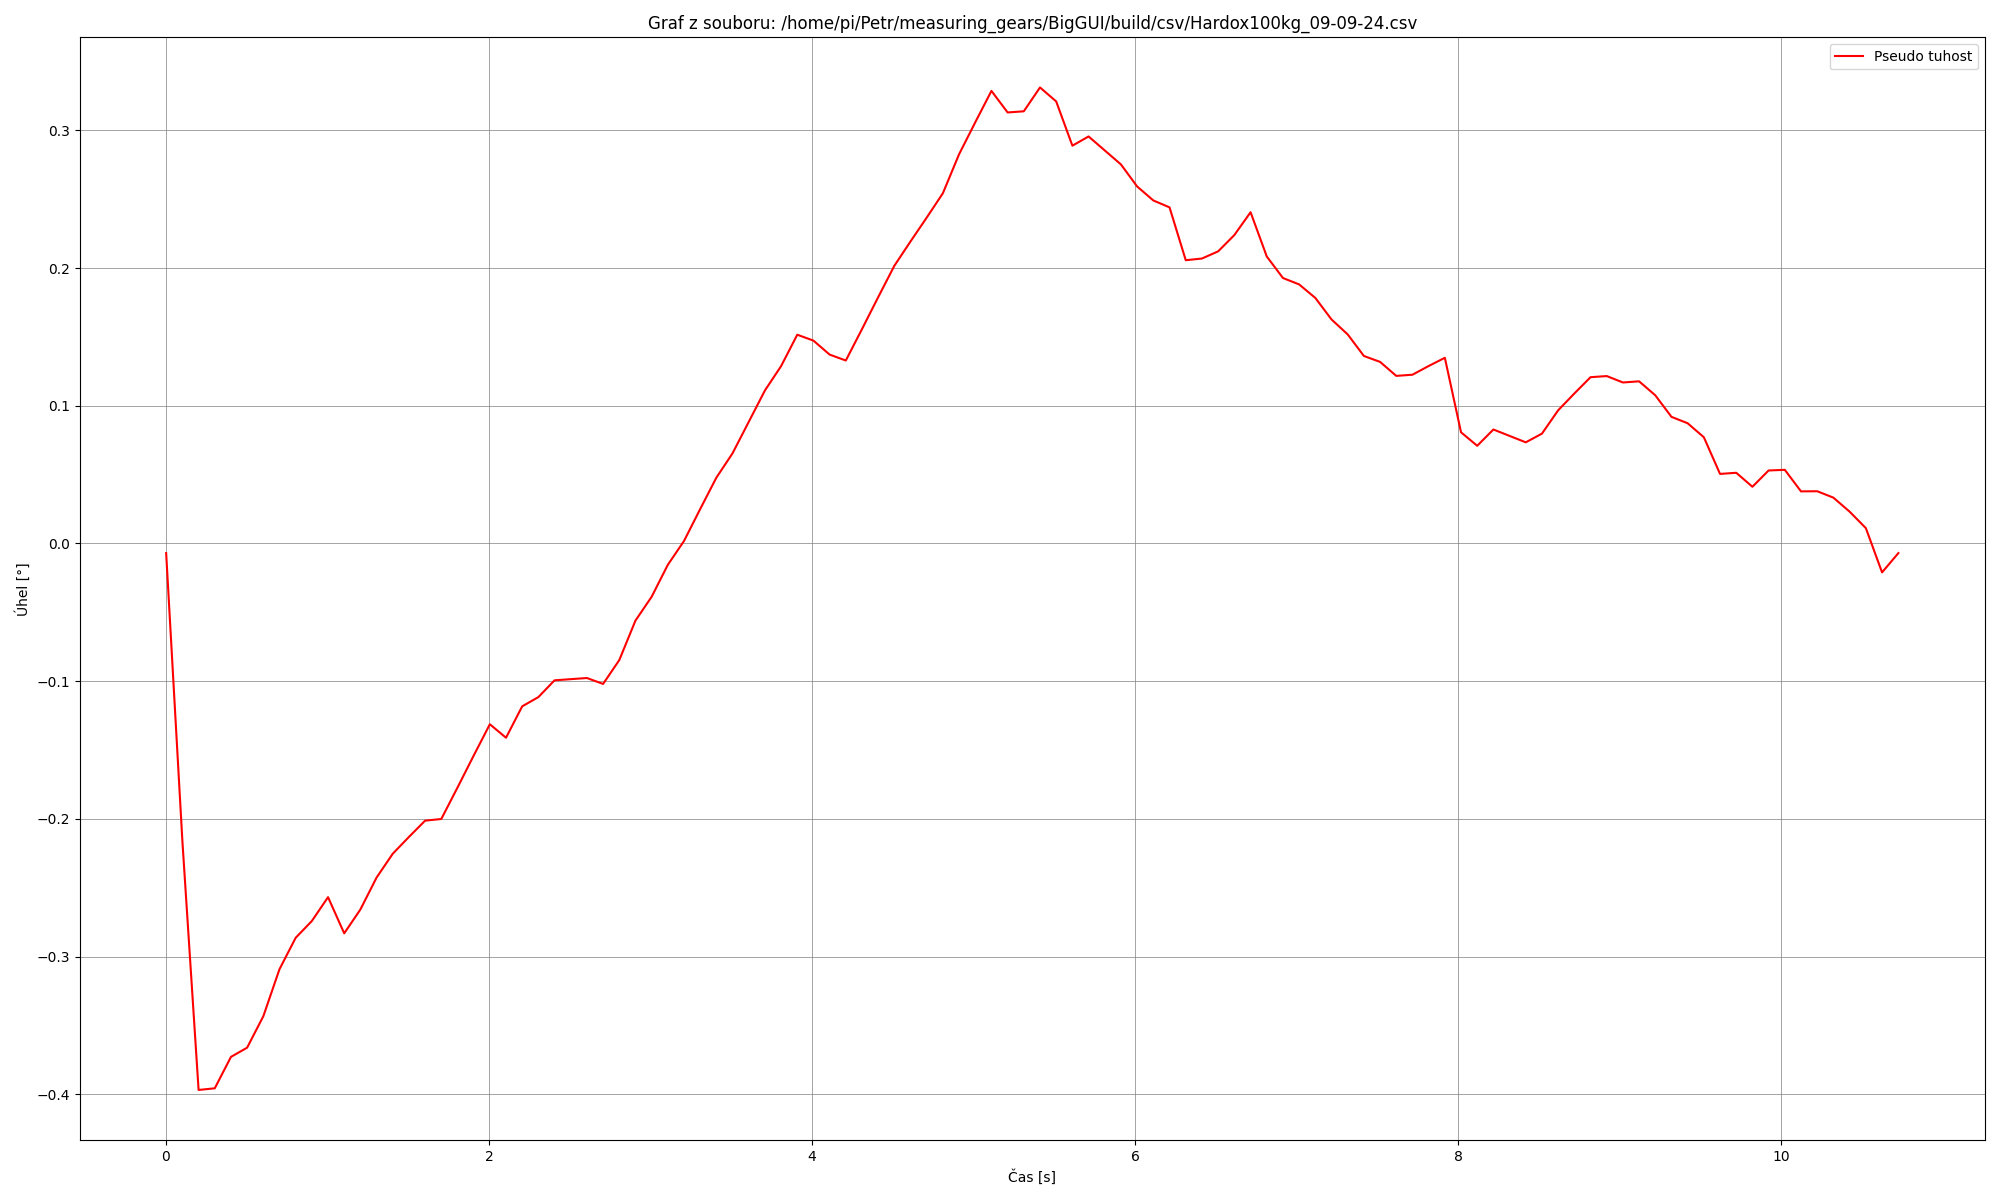 Graf z souboru: /home/pi/Petr/measuring_gears/BigGUI/build/csv/Hardox100kg_09-09-24.csv
Pseudo tuhost
0.3
0.2
0.1
0.0
−0.1
−0.2
−0.3
−0.4
Úhel [°]
0 2 4 6 8 10
Čas [s]